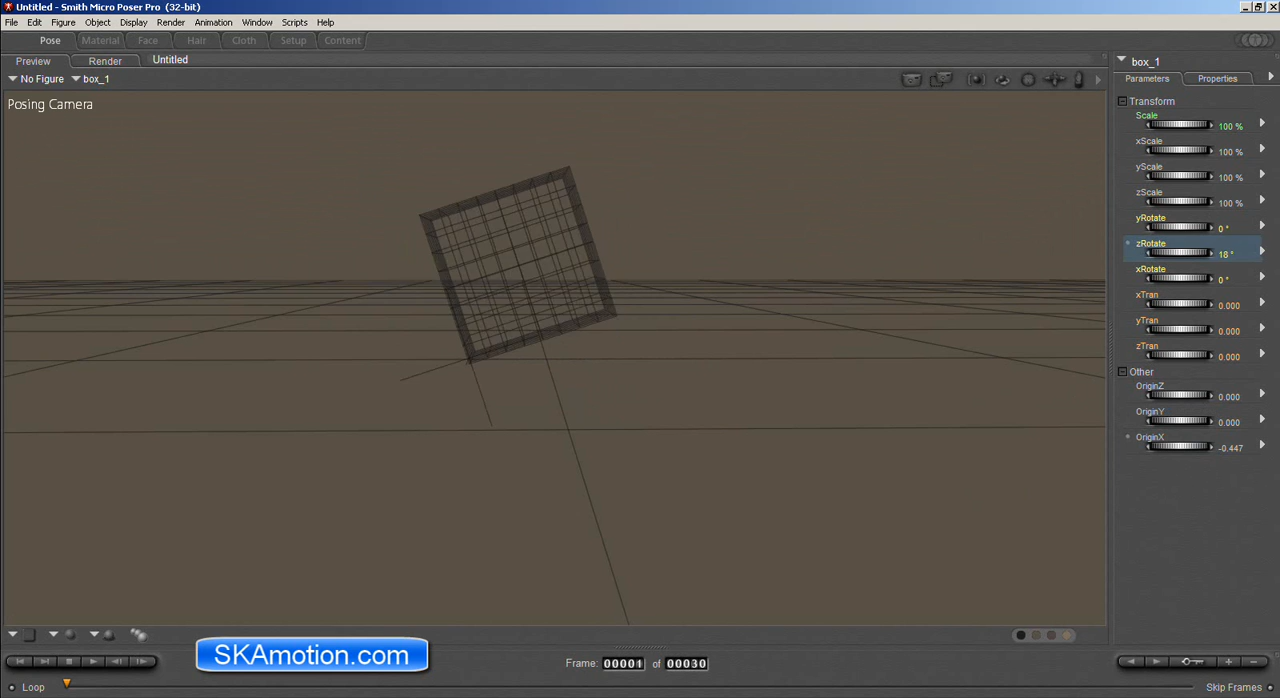 Untitled - Smith Micro Poser Pro (32-bit)
File Edit Figure Object Display Render Animation Window Scripts Help
Pose Material Face Hair Cloth Setup Content
Preview Render Untitled
No Figure box_1
Posing Camera
box_1
Parameters Properties
Transform
Scale
100 %
xScale
100 %
yScale
100 %
zScale
100 %
yRotate
0 °
zRotate
18 °
xRotate
0 °
xTran
0.000
yTran
0.000
zTran
0.000
Other
OriginZ
0.000
OriginY
0.000
OriginX
-0.447
SKAmotion.com
Frame: 00001 of 00030
Loop
Skip Frames